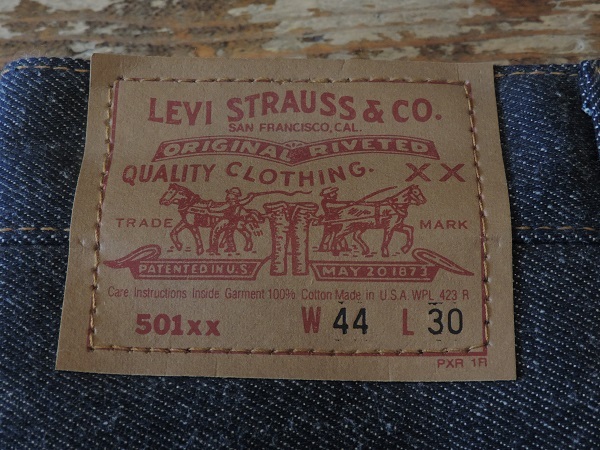 LEVI STRAUSS & CO.
SAN FRANCISCO, CAL.
ORIGINAL RIVETED
QUALITY CLOTHING. XX
TRADE MARK
PATENTED IN U.S. MAY 20 1873
Care Instructions Inside Garment 100% Cotton Made in U.S.A. WPL 423 R
501xx W 44 L 30
PXR 1R